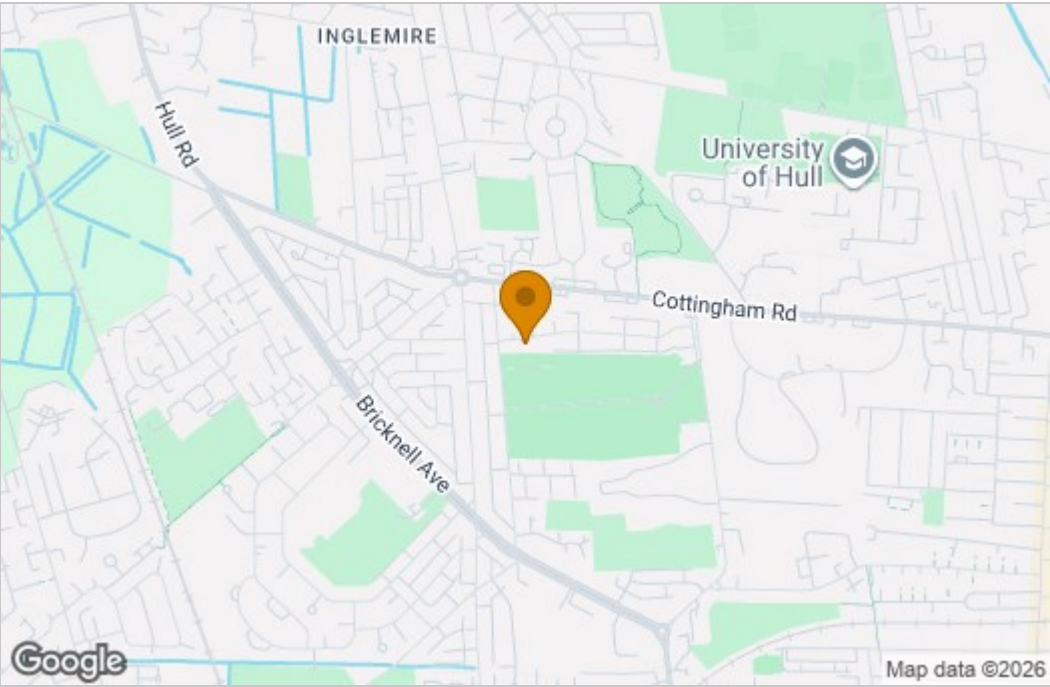 INGLEMIRE
Hull Rd
University
of Hull
Cottingham Rd
Bricknell Ave
Google
Map data ©2026